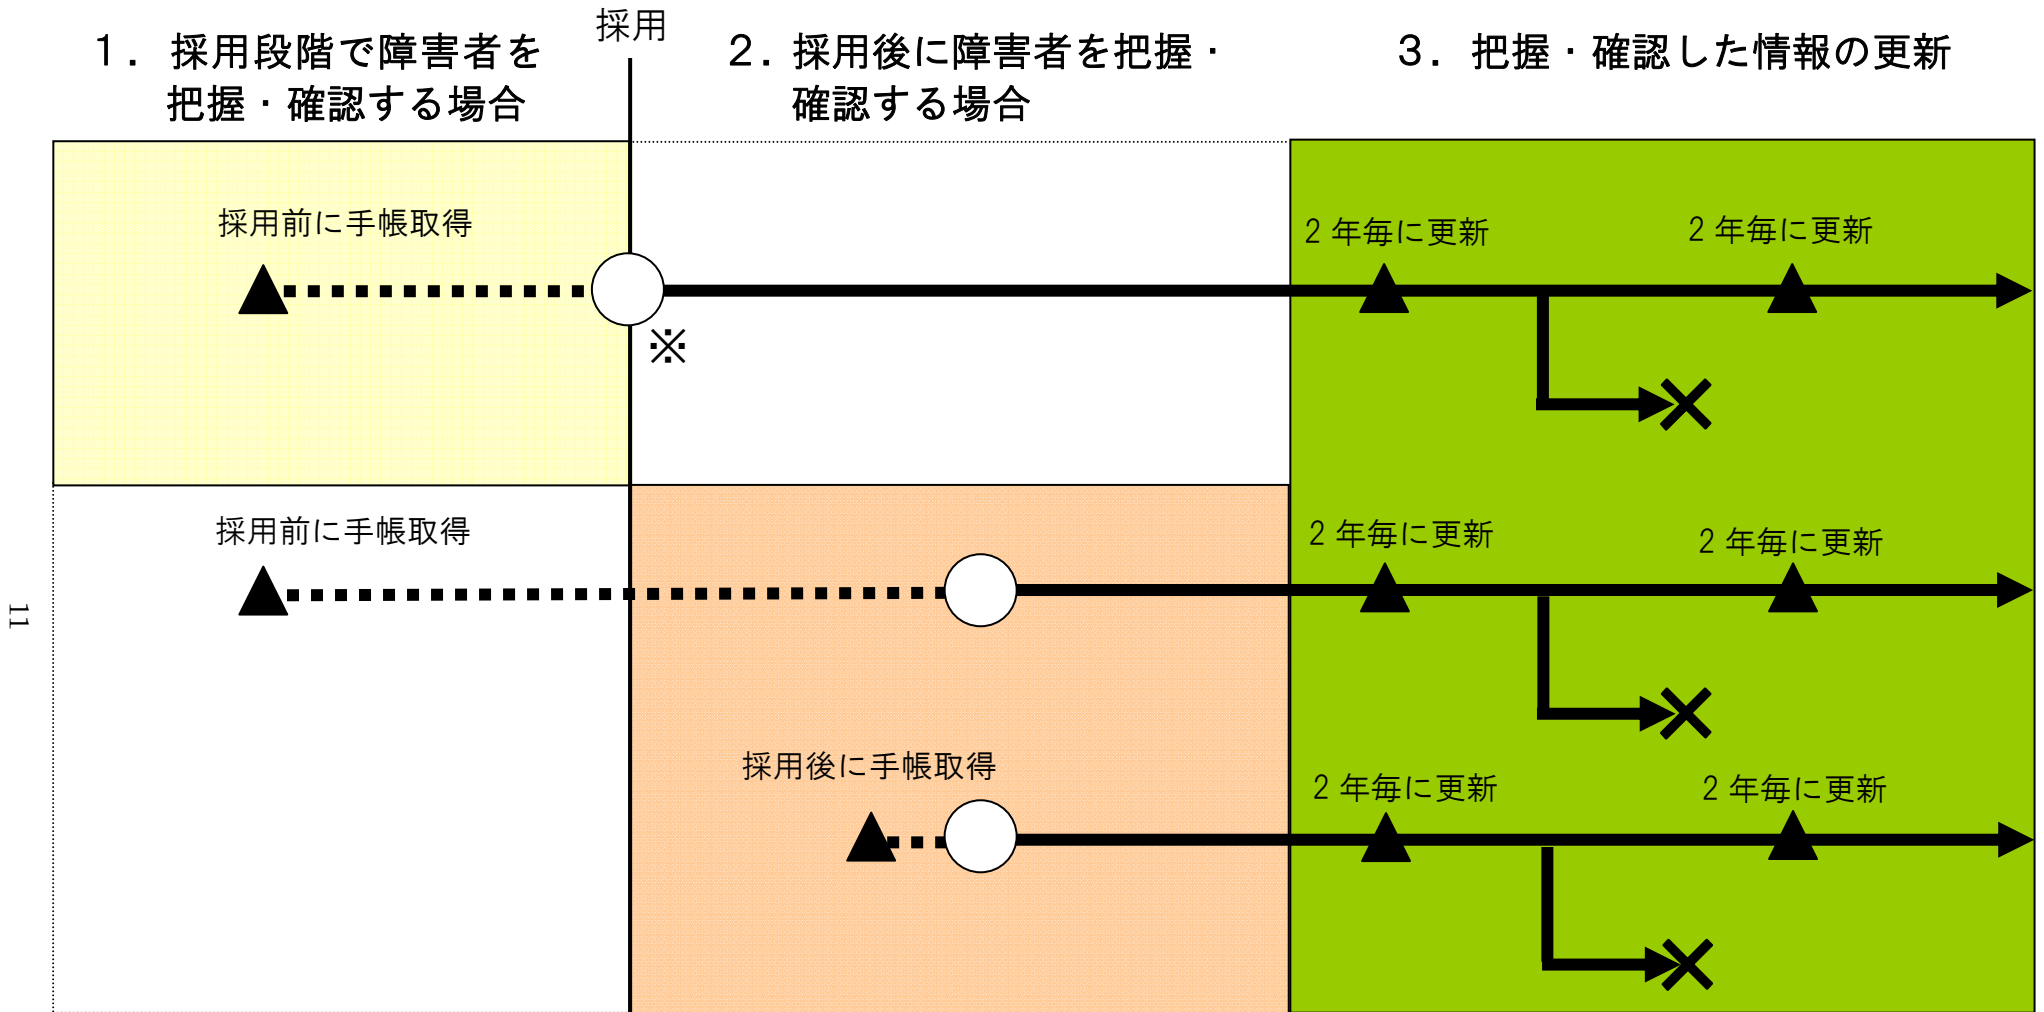 採用
１．採用段階で障害者を
把握・確認する場合
２．採用後に障害者を把握・
確認する場合
３．把握・確認した情報の更新
採用前に手帳取得
２年毎に更新
２年毎に更新
※
採用前に手帳取得
２年毎に更新
２年毎に更新
採用後に手帳取得
２年毎に更新
２年毎に更新
11